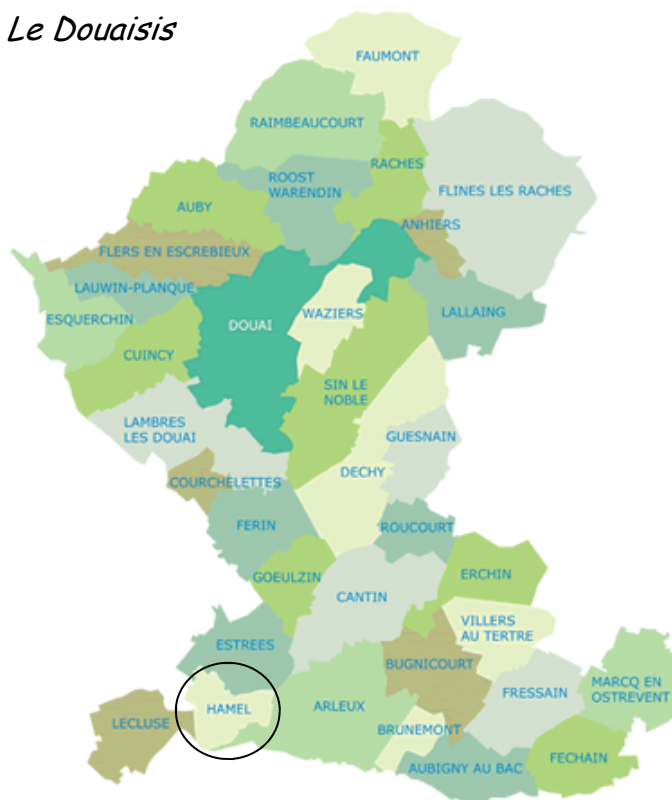 Le Douaisis
FAUMONT
RAIMBEAUCOURT
RACHES
ROOST
WARENDIN
FLINES LES RACHES
AUBY
ANHIERS
FLERS EN ESCREBIEUX
LAUWIN-PLANQUE
ESQUERCHIN
DOUAI
WAZIERS
LALLAING
CUINCY
SIN LE
NOBLE
LAMBRES
LES DOUAI
GUESNAIN
DECHY
COURCHELETTES
FERIN
ROUCOURT
GOEULZIN
ERCHIN
CANTIN
VILLERS
AU TERTRE
ESTREES
BUGNICOURT
MARCQ EN
OSTREVENT
FRESSAIN
HAMEL
ARLEUX
LECLUSE
BRUNEMONT
FECHAIN
AUBIGNY AU BAC